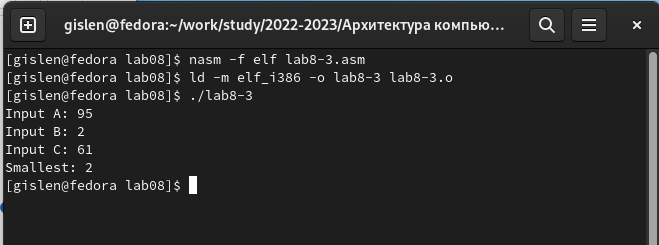 gislen@fedora:~/work/study/2022-2023/Архитектура компью...
[gislen@fedora lab08]$ nasm -f elf lab8-3.asm
[gislen@fedora lab08]$ ld -m elf_i386 -o lab8-3 lab8-3.o
[gislen@fedora lab08]$ ./lab8-3
Input A: 95
Input B: 2
Input C: 61
Smallest: 2
[gislen@fedora lab08]$